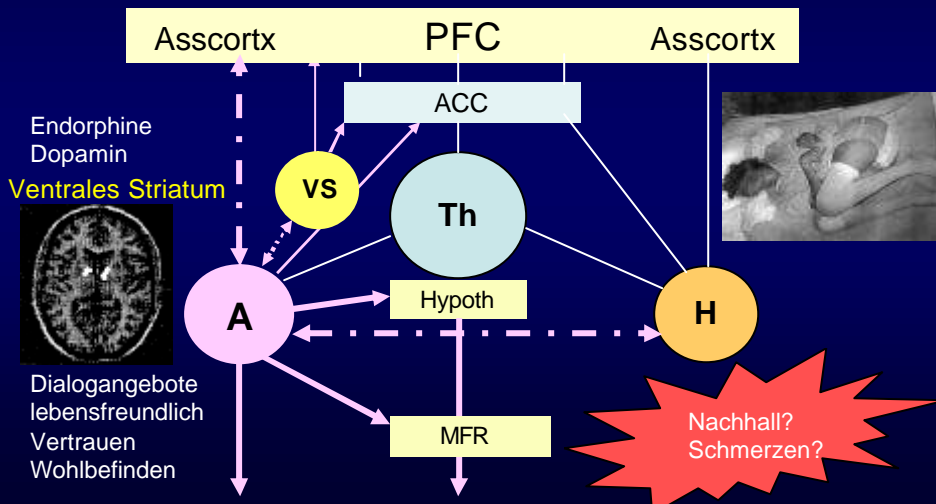 Asscortx PFC Asscortx
ACC
Endorphine
Dopamin
Ventrales Striatum
VS
Th
A
Hypoth
H
Dialogangebote
lebensfreundlich
Vertrauen
Wohlbefinden
MFR
Nachhall?
Schmerzen?